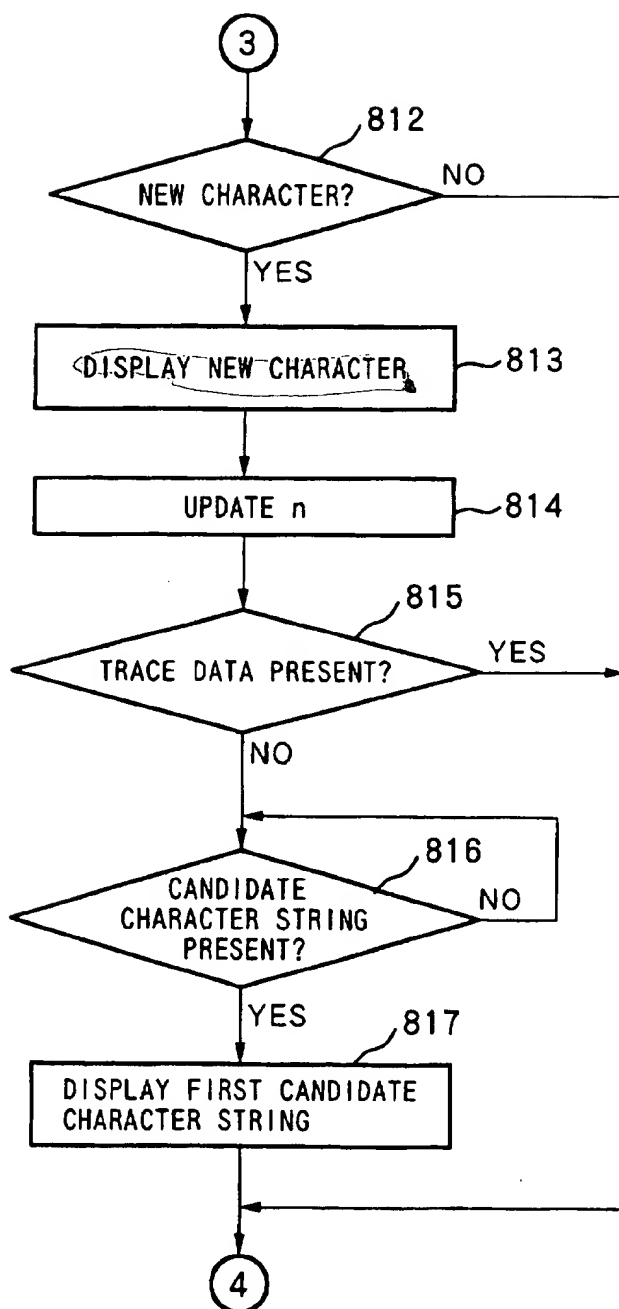 3
812
NEW CHARACTER?
NO
YES
DISPLAY NEW CHARACTER
813
UPDATE n
814
815
TRACE DATA PRESENT?
YES
NO
816
CANDIDATE
CHARACTER STRING
PRESENT?
NO
YES
817
DISPLAY FIRST CANDIDATE
CHARACTER STRING
4